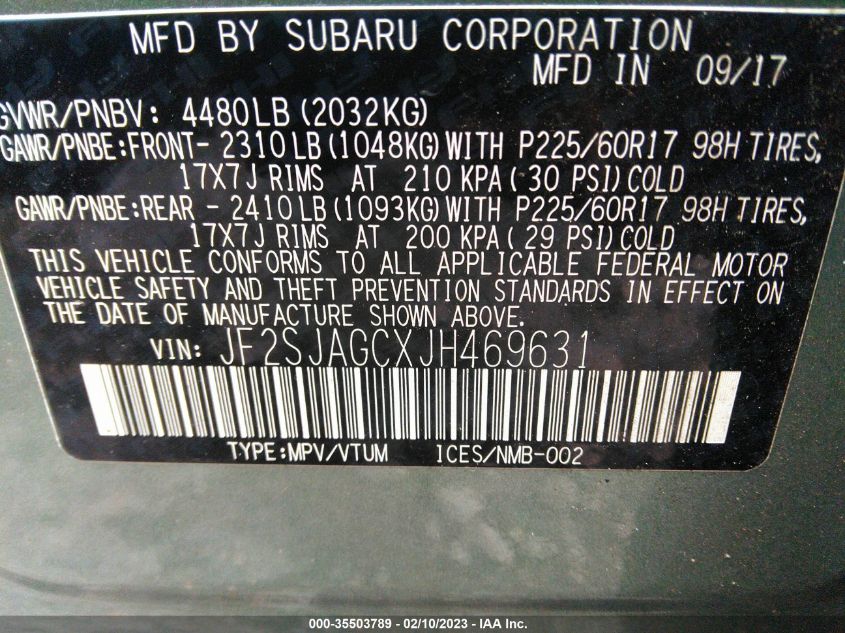 MFD BY SUBARU CORPORATION
MFD IN 09/17
GVWR/PNBV: 4480LB (2032KG)
GAWR/PNBE:FRONT- 2310LB (1048KG) WITH P225/60R17 98H TIRES,
17X7J RIMS AT 210 KPA ( 30 PSI) COLD
GAWR/PNBE:REAR - 2410LB (1093KG) WITH P225/60R17 98H TIRES,
17X7J RIMS AT 200 KPA ( 29 PSI) COLD
THIS VEHICLE CONFORMS TO ALL APPLICABLE FEDERAL MOTOR
VEHICLE SAFETY AND THEFT PREVENTION STANDARDS IN EFFECT ON
THE DATE OF MANUFACTURE SHOWN ABOVE.
VIN: JF2SJAGCXJH469631
TYPE:MPV/VTUM ICES/NMB-002
000-35503789 - 02/10/2023 - IAA Inc.